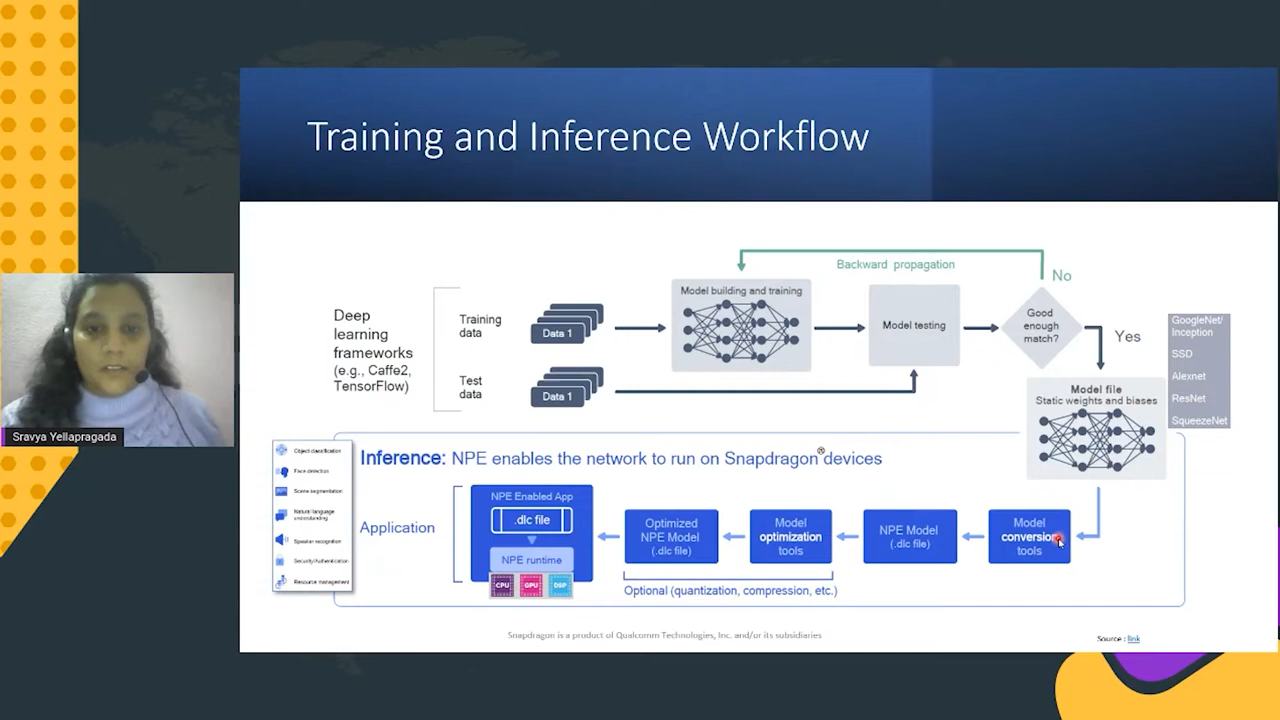 Training and Inference Workflow
Backward propagation
No
Deep
learning
frameworks
(e.g., Caffe2,
TensorFlow)
Training
data
Data 1
Test
data
Data 1
Model building and training
Model testing
Good
enough
match?
Yes
GoogleNet/
Inception
SSD
Alexnet
ResNet
SqueezeNet
Model file
Static weights and biases
Sravya Yellapragada
Object classification
Face detection
Scene segmentation
Natural language
understanding
Speaker recognition
Security/Authentication
Resource management
Inference: NPE enables the network to run on Snapdragon® devices
Application
NPE Enabled App
.dlc file
NPE runtime
CPU
GPU
DSP
Optimized
NPE Model
(.dlc file)
Model
optimization
tools
NPE Model
(.dlc file)
Model
conversion
tools
Optional (quantization, compression, etc.)
Snapdragon is a product of Qualcomm Technologies, Inc. and/or its subsidiaries
Source : link